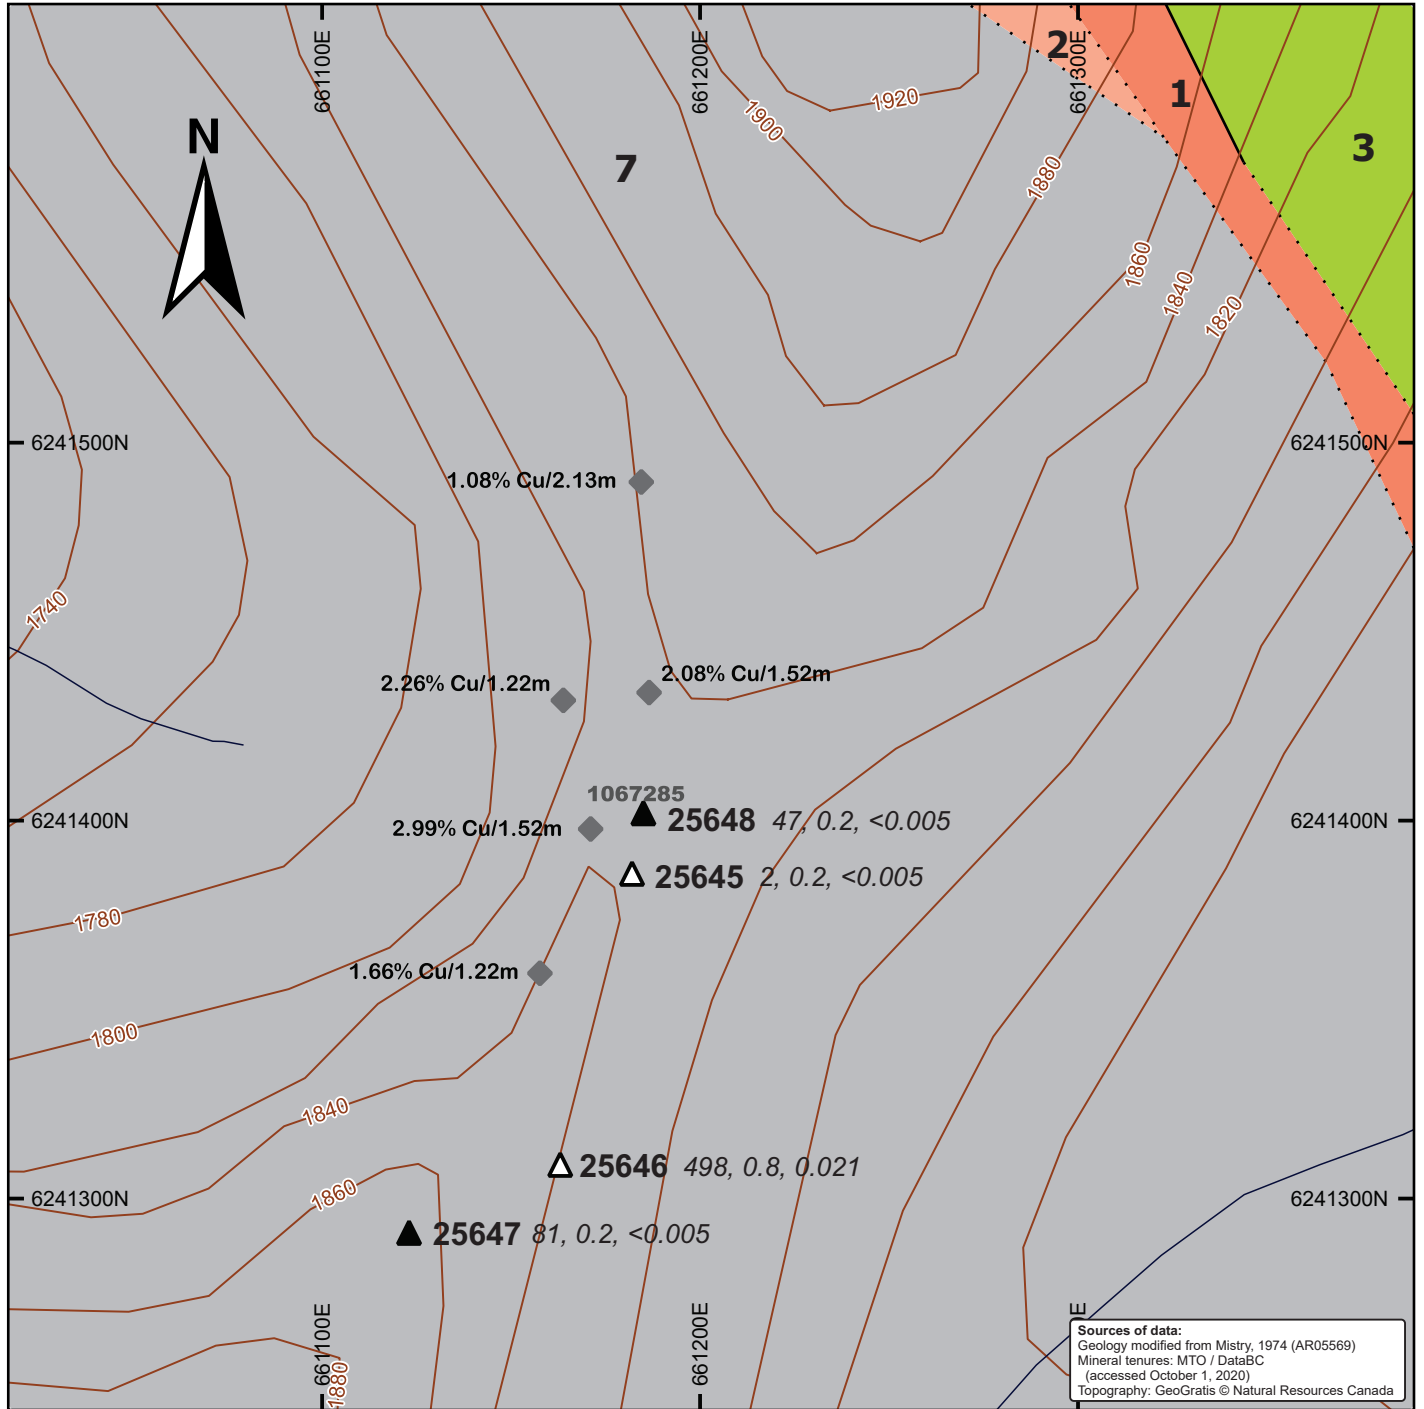 661100E
661200E
661300E
2
1
3
7
N
1920
1900
1880
1860
1840
1820
6241500N
6241500N
1.08% Cu/2.13m
1740
2.26% Cu/1.22m
2.08% Cu/1.52m
1067285
6241400N
2.99% Cu/1.52m
25648 47, 0.2, <0.005
6241400N
25645 2, 0.2, <0.005
1780
1.66% Cu/1.22m
1800
1840
25646 498, 0.8, 0.021
1860
6241300N
6241300N
25647 81, 0.2, <0.005
661100E
1880
661200E
E
Sources of data:
Geology modified from Mistry, 1974 (AR05569)
Mineral tenures: MTO / DataBC
(accessed October 1, 2020)
Topography: GeoGratis © Natural Resources Canada